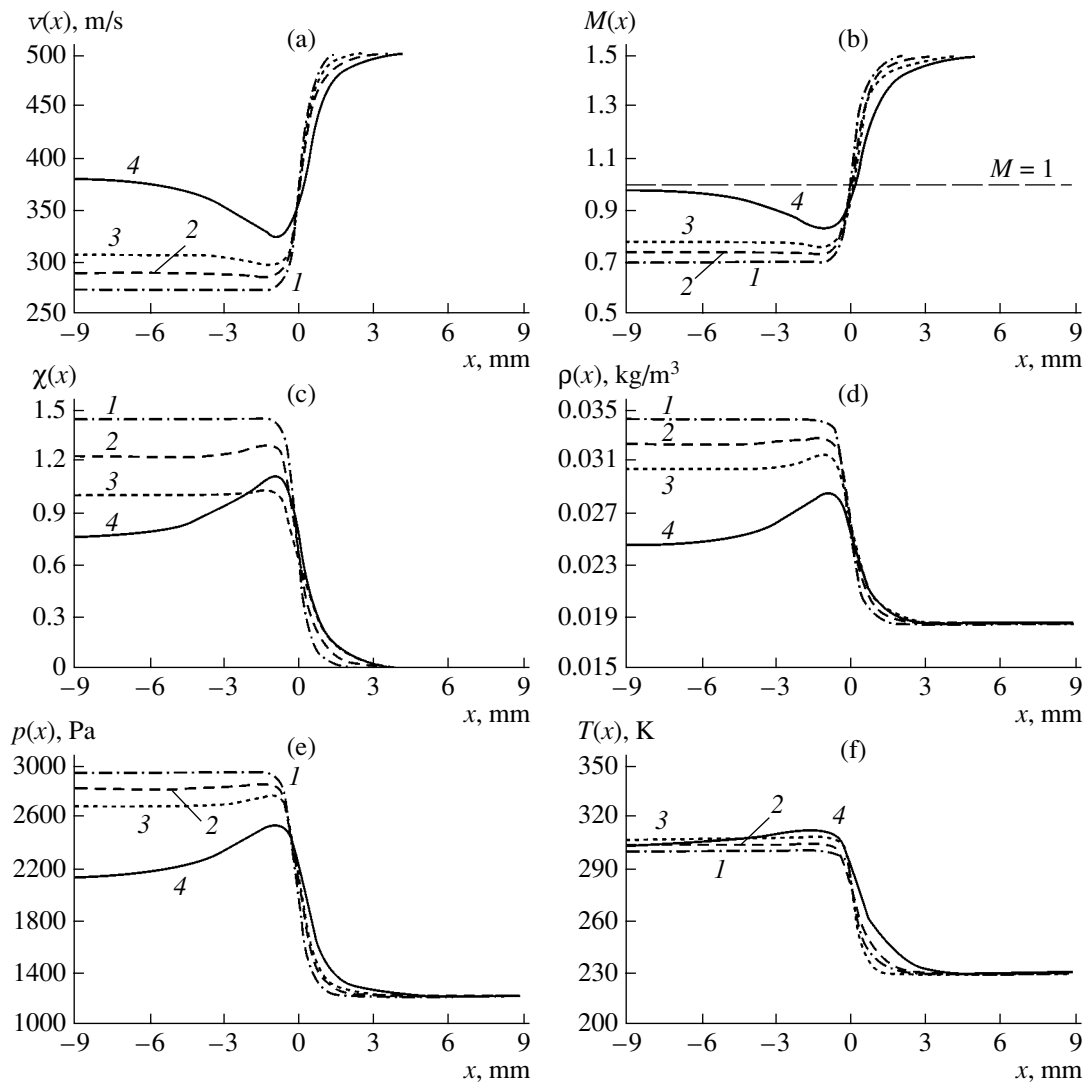 v(x), m/s
(a)
500
450
400
350
300
250
4
3
2
1
−9 −6 −3 0 3 6 9
x, mm
M(x)
(b)
1.5
1.3
1.1
0.9
0.7
0.5
M = 1
4
3
2
1
−9 −6 −3 0 3 6 9
x, mm
χ(x)
(c)
1.5
1.2
0.9
0.6
0.3
0
1
2
3
4
−9 −6 −3 0 3 6 9
x, mm
ρ(x), kg/m³
(d)
0.035
0.031
0.027
0.023
0.019
0.015
1
2
3
4
−9 −6 −3 0 3 6 9
x, mm
p(x), Pa
(e)
3000
2600
2200
1800
1400
1000
1
2
3
4
−9 −6 −3 0 3 6 9
x, mm
T(x), K
(f)
350
320
290
260
230
200
3
2
4
1
−9 −6 −3 0 3 6 9
x, mm